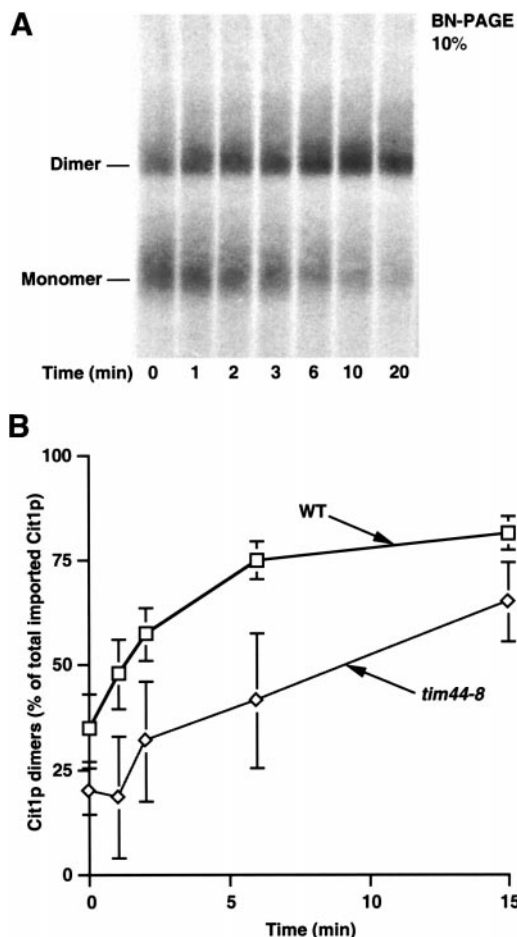 A
BN-PAGE
10%
Dimer
Monomer
Time (min) 0 1 2 3 6 10 20
B
Cit1p dimers (% of total imported Cit1p)
100
75
50
25
0
WT
tim44-8
0 5 10 15
Time (min)